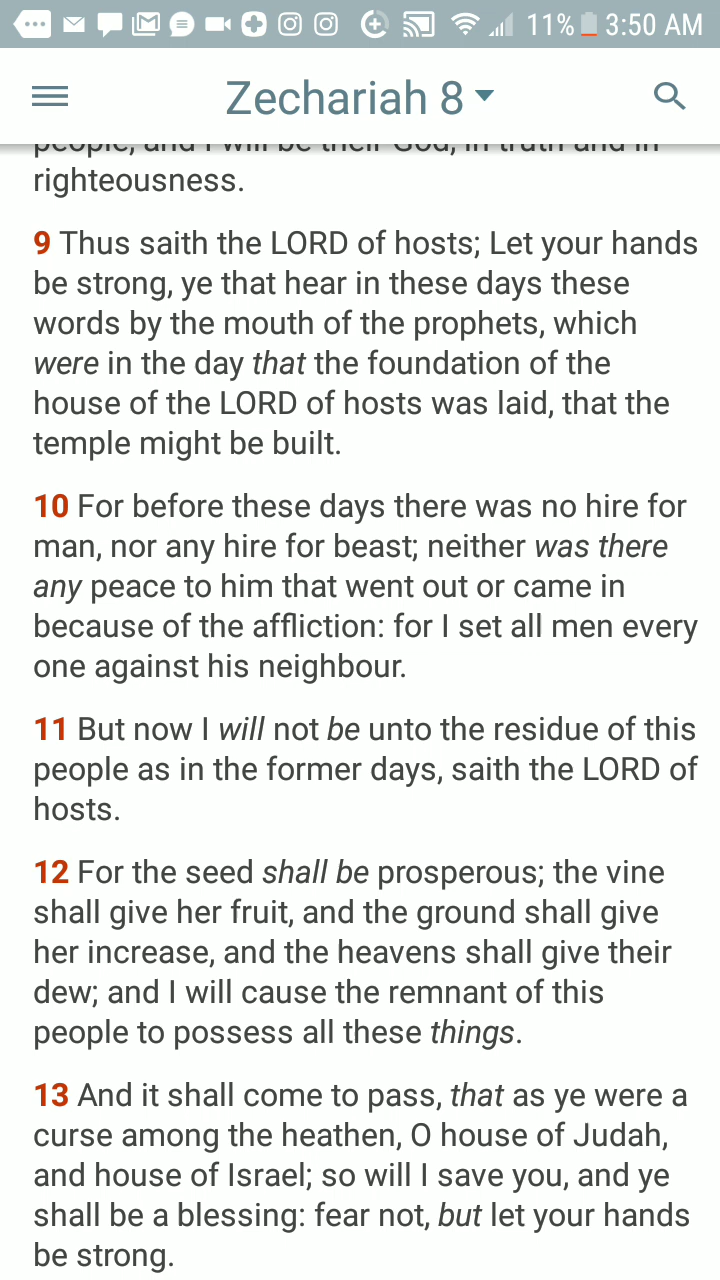 11% 3:50 AM
Zechariah 8
people, and I will be their God, in truth and in
righteousness.
9 Thus saith the LORD of hosts; Let your hands
be strong, ye that hear in these days these
words by the mouth of the prophets, which
were in the day that the foundation of the
house of the LORD of hosts was laid, that the
temple might be built.
10 For before these days there was no hire for
man, nor any hire for beast; neither was there
any peace to him that went out or came in
because of the affliction: for I set all men every
one against his neighbour.
11 But now I will not be unto the residue of this
people as in the former days, saith the LORD of
hosts.
12 For the seed shall be prosperous; the vine
shall give her fruit, and the ground shall give
her increase, and the heavens shall give their
dew; and I will cause the remnant of this
people to possess all these things.
13 And it shall come to pass, that as ye were a
curse among the heathen, O house of Judah,
and house of Israel; so will I save you, and ye
shall be a blessing: fear not, but let your hands
be strong.